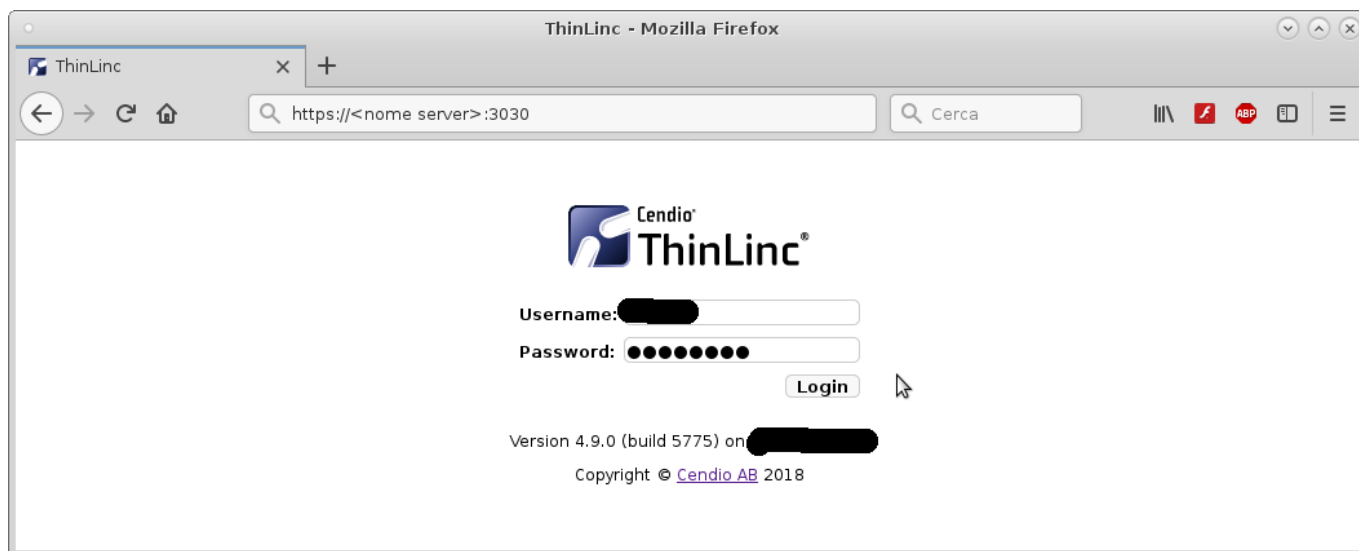 ThinLinc - Mozilla Firefox
ThinLinc
https://<nome server>:3030
Cerca
ABP
Cendio
ThinLinc®
Username:
Password: ●●●●●●●●
Login
Version 4.9.0 (build 5775) on
Copyright © Cendio AB 2018